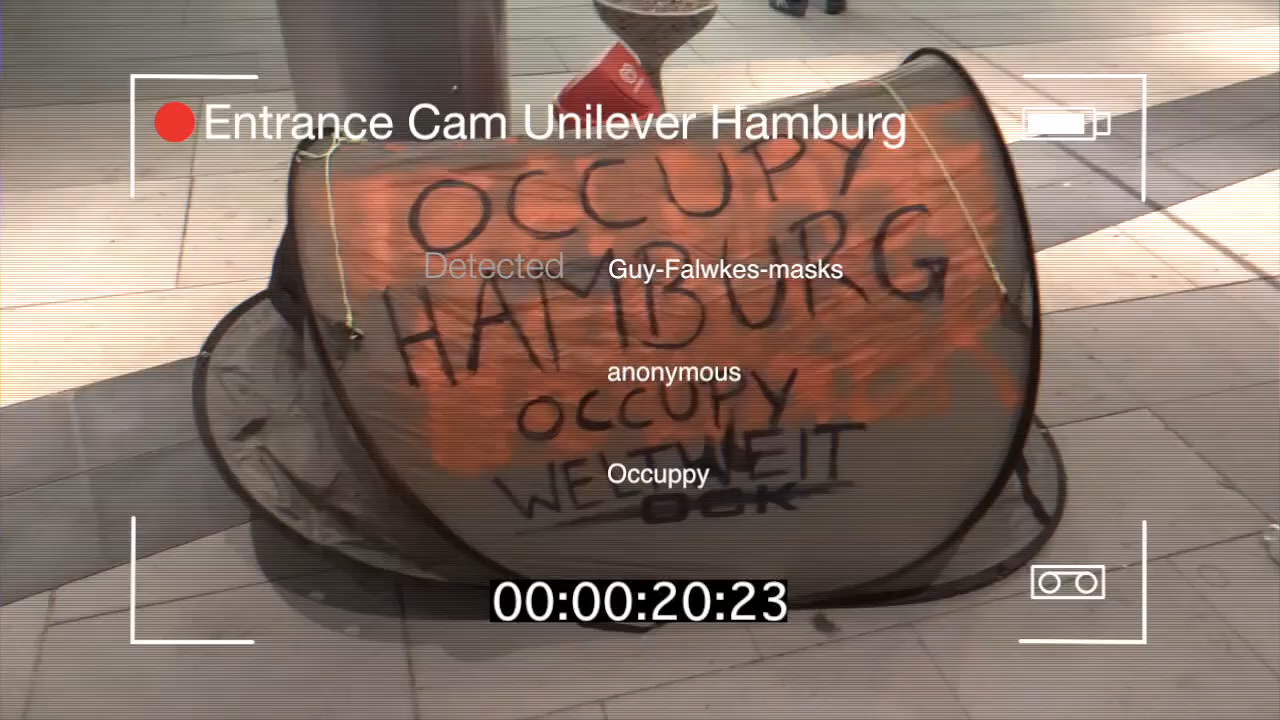 Entrance Cam Unilever Hamburg
OCCUPY
Detected
Guy-Falwkes-masks
HAMBURG
anonymous
OCCUPY
WELTWEIT
Occuppy
00:00:20:23